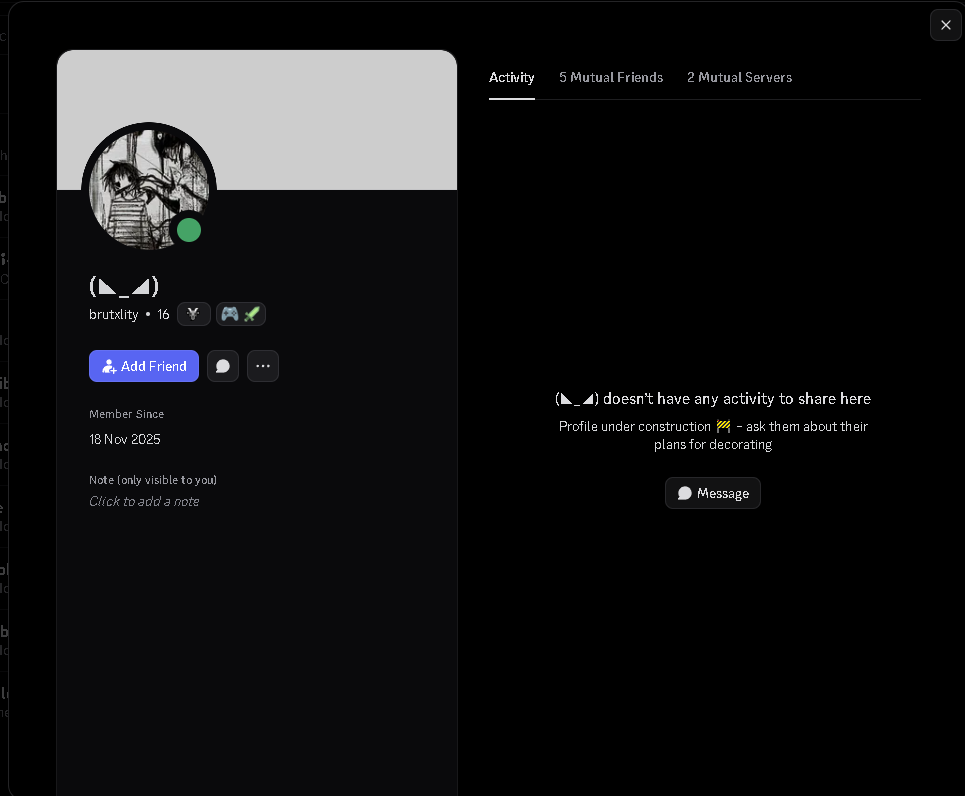 Activity
5 Mutual Friends
2 Mutual Servers
(◣_◢)
brutxlity • 16
Add Friend
Member Since
18 Nov 2025
Note (only visible to you)
Click to add a note
(◣_◢) doesn't have any activity to share here
Profile under construction 🚧 - ask them about their
plans for decorating
Message